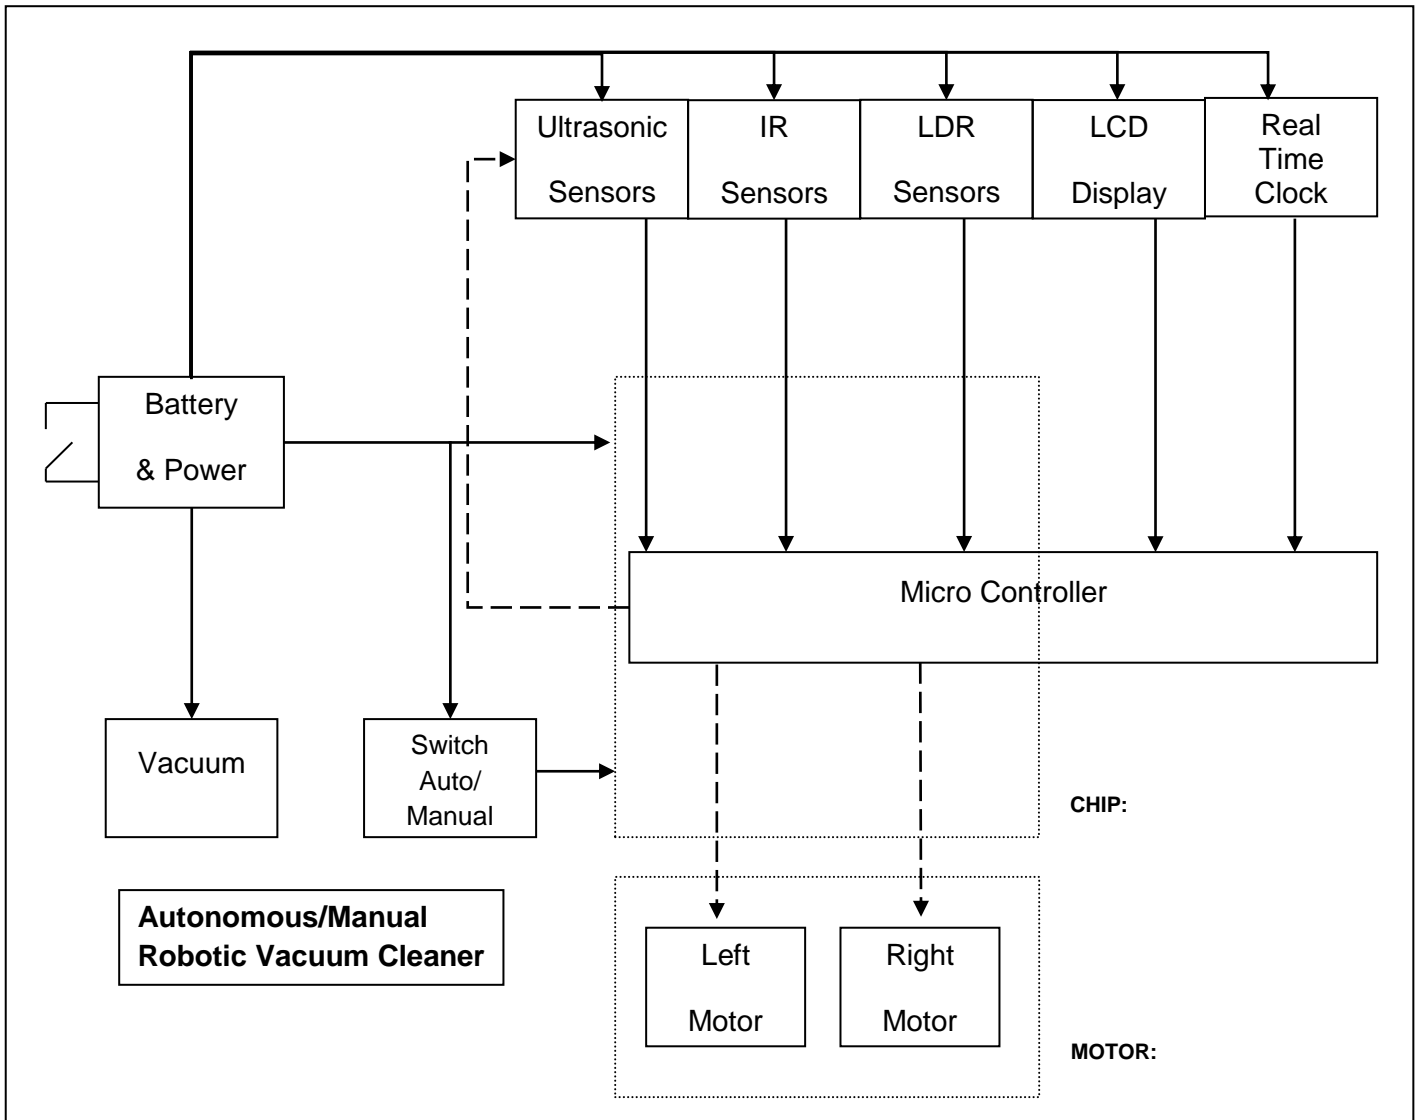 Ultrasonic
Sensors
IR
Sensors
LDR
Sensors
LCD
Display
Real
Time
Clock
Battery
& Power
Micro Controller
Vacuum
Switch
Auto/
Manual
CHIP:
Autonomous/Manual
Robotic Vacuum Cleaner
Left
Motor
Right
Motor
MOTOR: